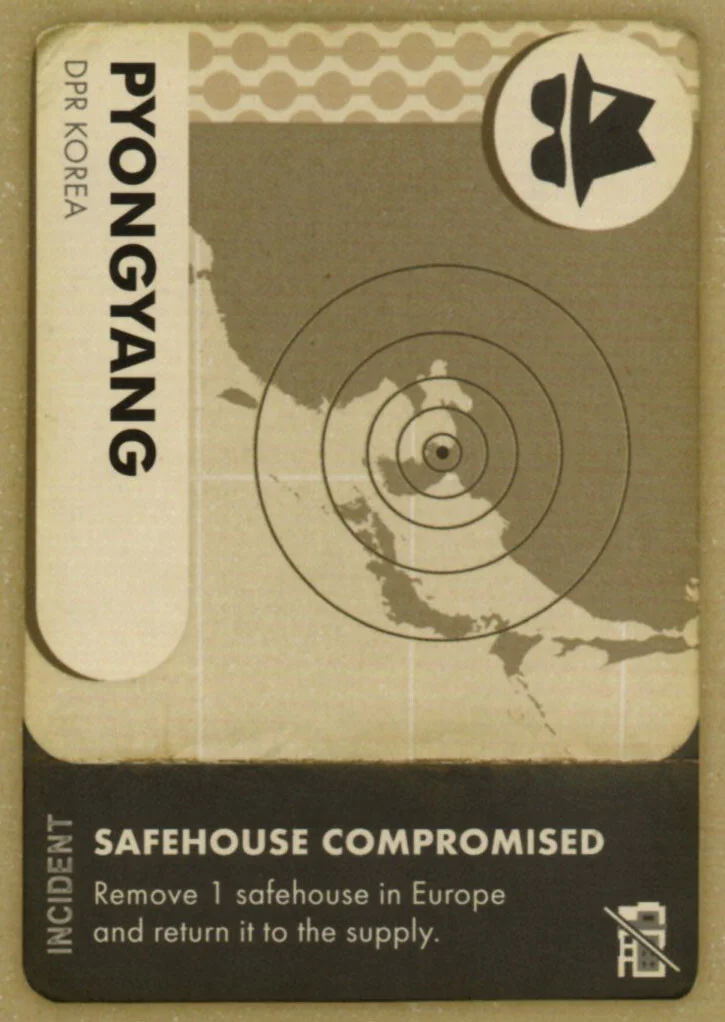 PYONGYANG
DPR KOREA
INCIDENT
SAFEHOUSE COMPROMISED
Remove 1 safehouse in Europe
and return it to the supply.